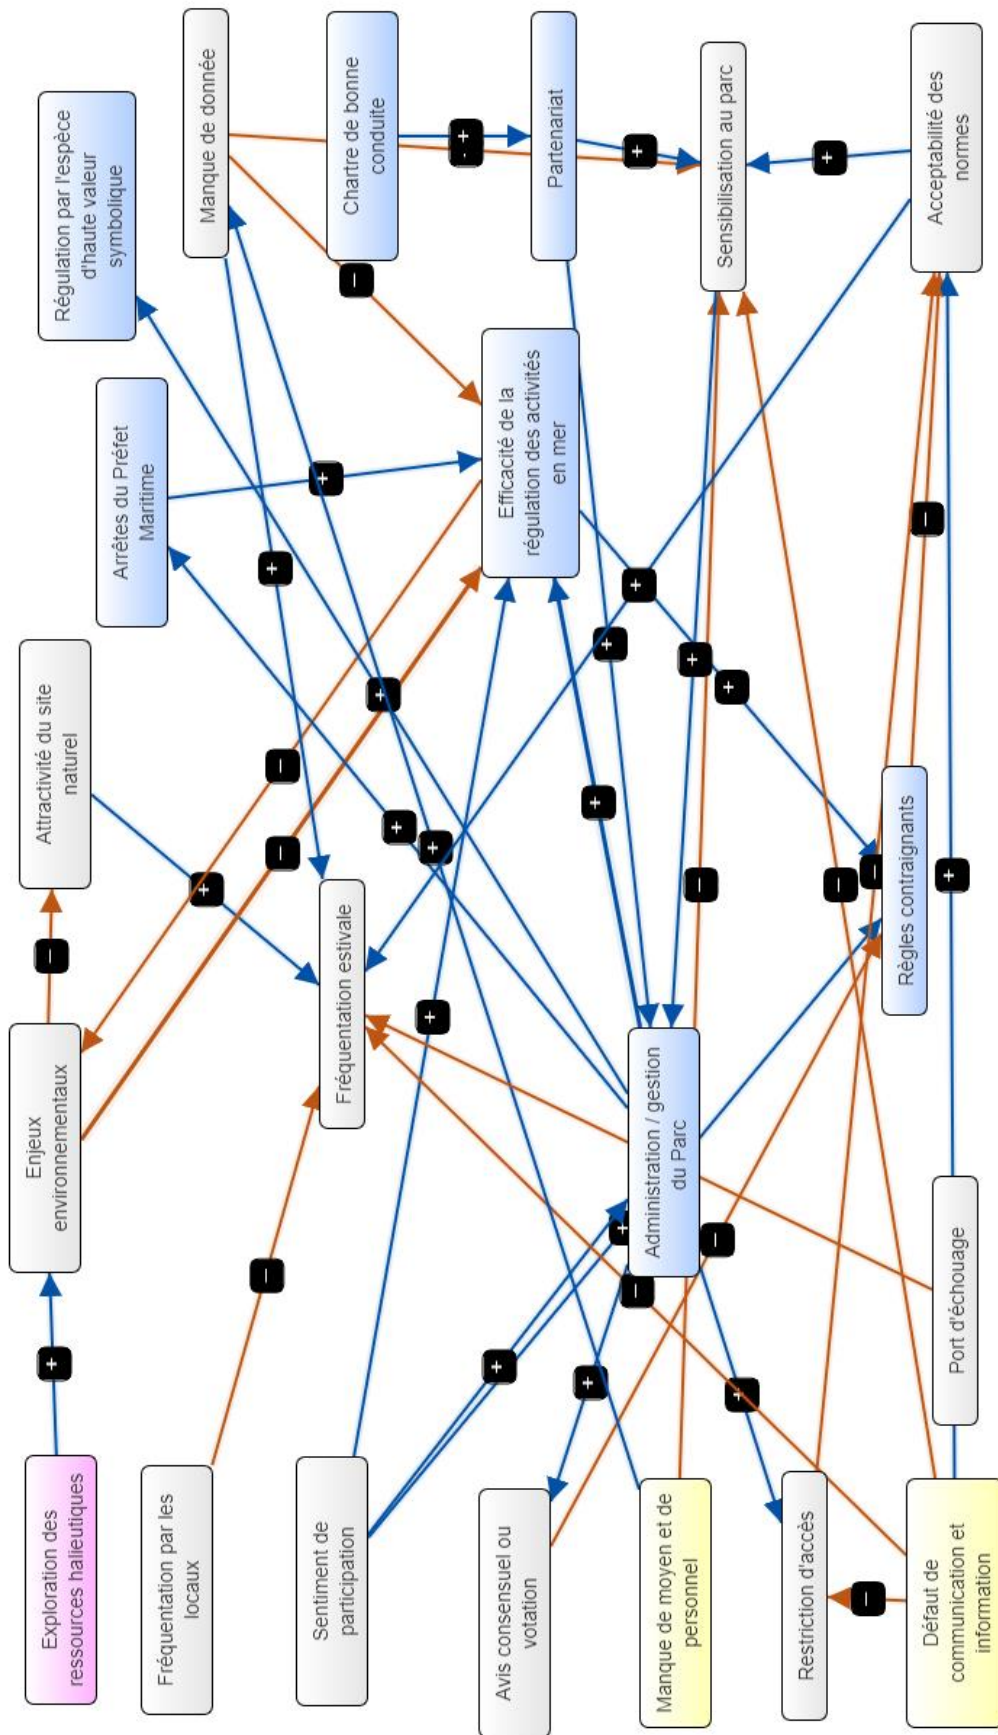 Exploration des
ressources halieutiques
Enjeux
environnementaux
Attractivité du site
naturel
Arrêtes du Préfet
Maritime
Régulation par l'espèce
d'haute valeur
symbolique
Fréquentation par les
locaux
Manque de donnée
Sentiment de
participation
Fréquentation estivale
Chartre de bonne
conduite
Avis consensuel ou
votation
Efficacité de la
régulation des activités
en mer
Partenariat
Manque de moyen et de
personnel
Administration / gestion
du Parc
Sensibilisation au parc
Restriction d'accès
Règles contraignants
Défaut de
communication et
information
Port d'échouage
Acceptabilité des
normes